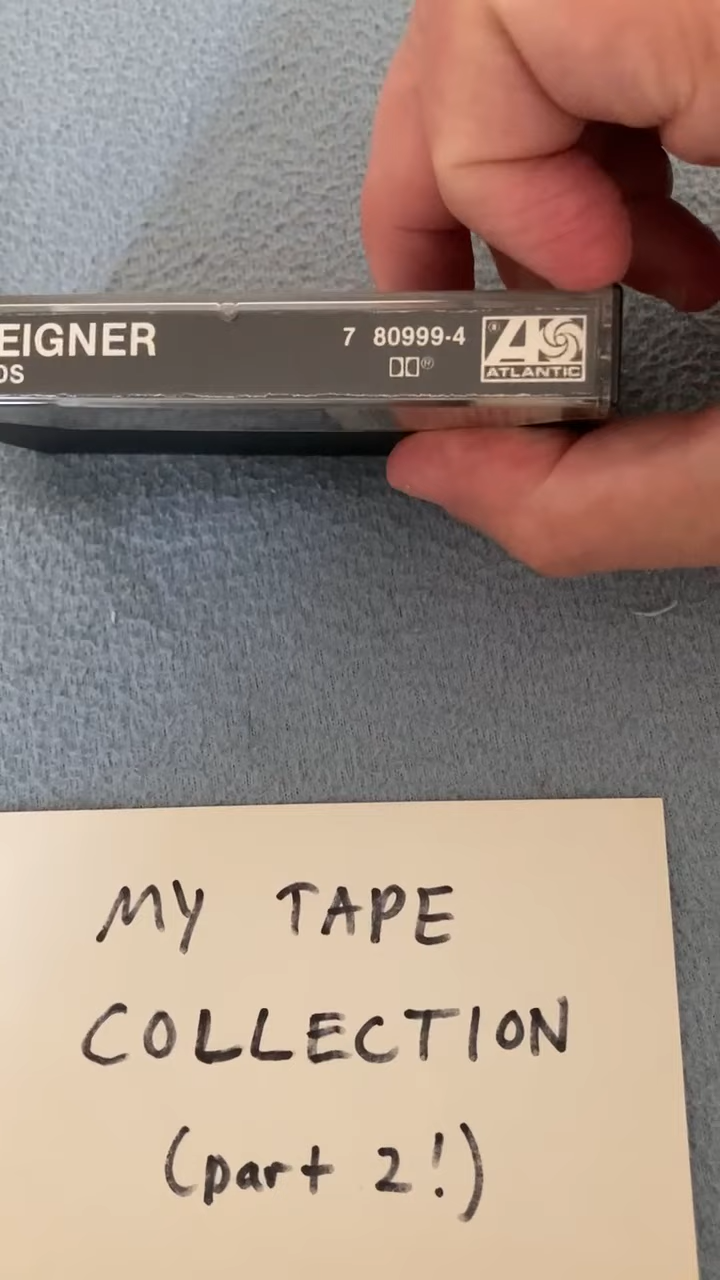 EIGNER 7 80999-4
DS ® ATLANTIC
MY TAPE
COLLECTION
(part 2!)